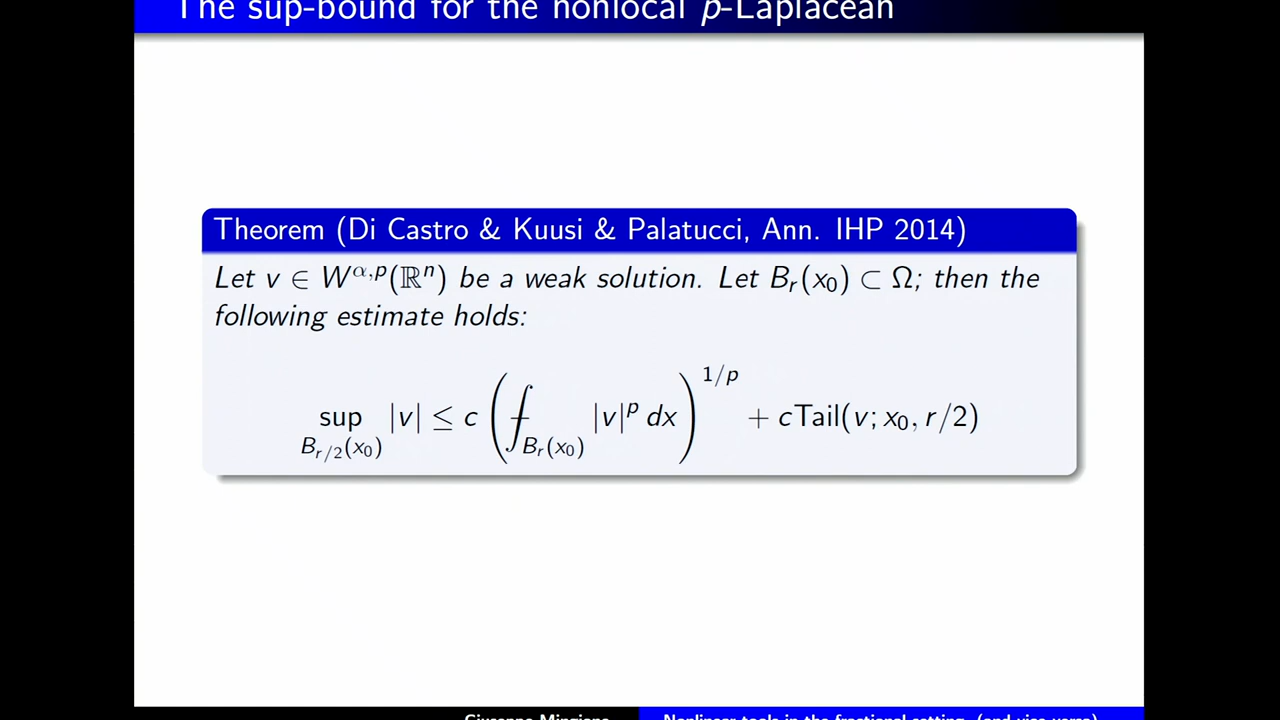 The sup-bound for the nonlocal p-Laplacean
Theorem (Di Castro & Kuusi & Palatucci, Ann. IHP 2014)
Let v ∈ W^{α,p}(ℝⁿ) be a weak solution. Let B_r(x₀) ⊂ Ω; then the
following estimate holds:
sup_{B_{r/2}(x₀)} |v| ≤ c (⨍_{B_r(x₀)} |v|^p dx)^{1/p} + cTail(v; x₀, r/2)
Giuseppe Mingione Nonlinear tools in the fractional setting (and vice versa)